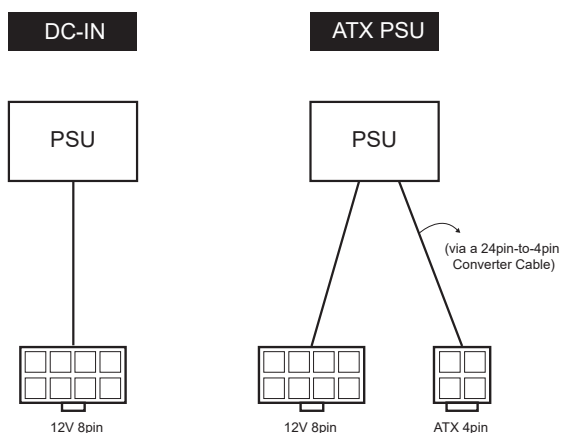 DC-IN
ATX PSU
PSU
PSU
(via a 24pin-to-4pin
Converter Cable)
12V 8pin
12V 8pin
ATX 4pin